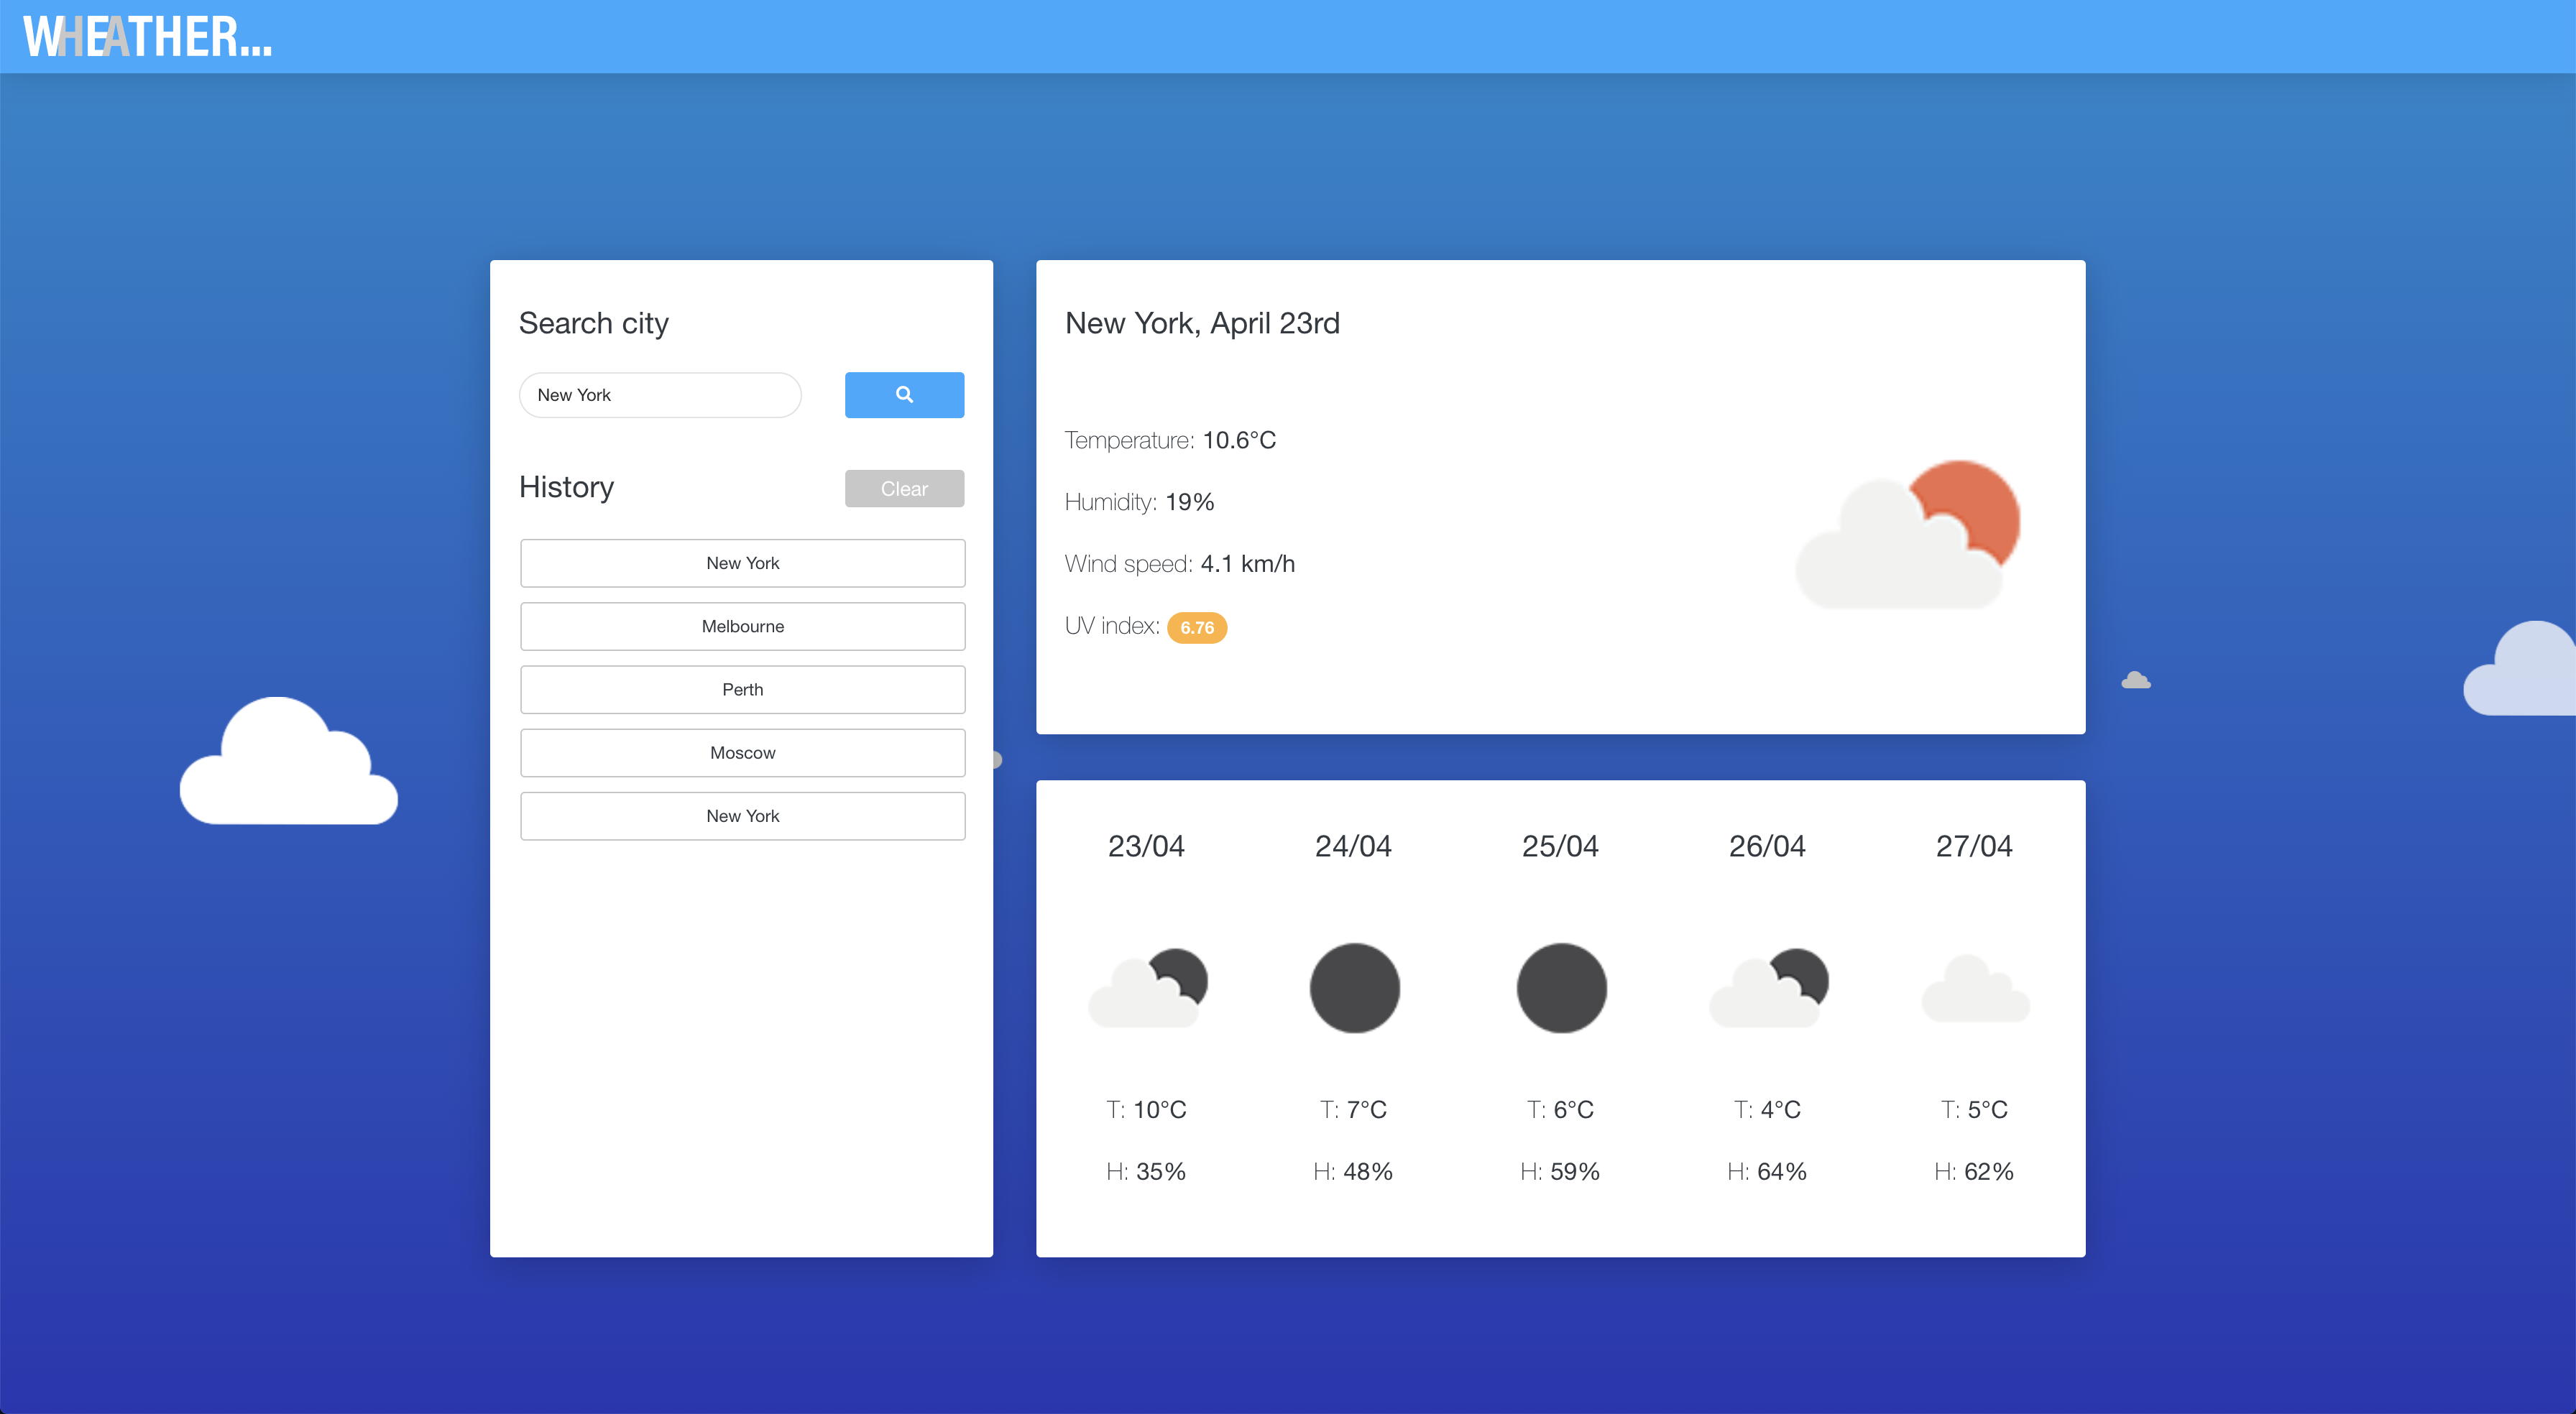 WHEATHER...
Search city
New York
History
Clear
New York
Melbourne
Perth
Moscow
New York
New York, April 23rd
Temperature: 10.6°C
Humidity: 19%
Wind speed: 4.1 km/h
UV index: 6.76
23/04 24/04 25/04 26/04 27/04
T: 10°C T: 7°C T: 6°C T: 4°C T: 5°C
H: 35% H: 48% H: 59% H: 64% H: 62%